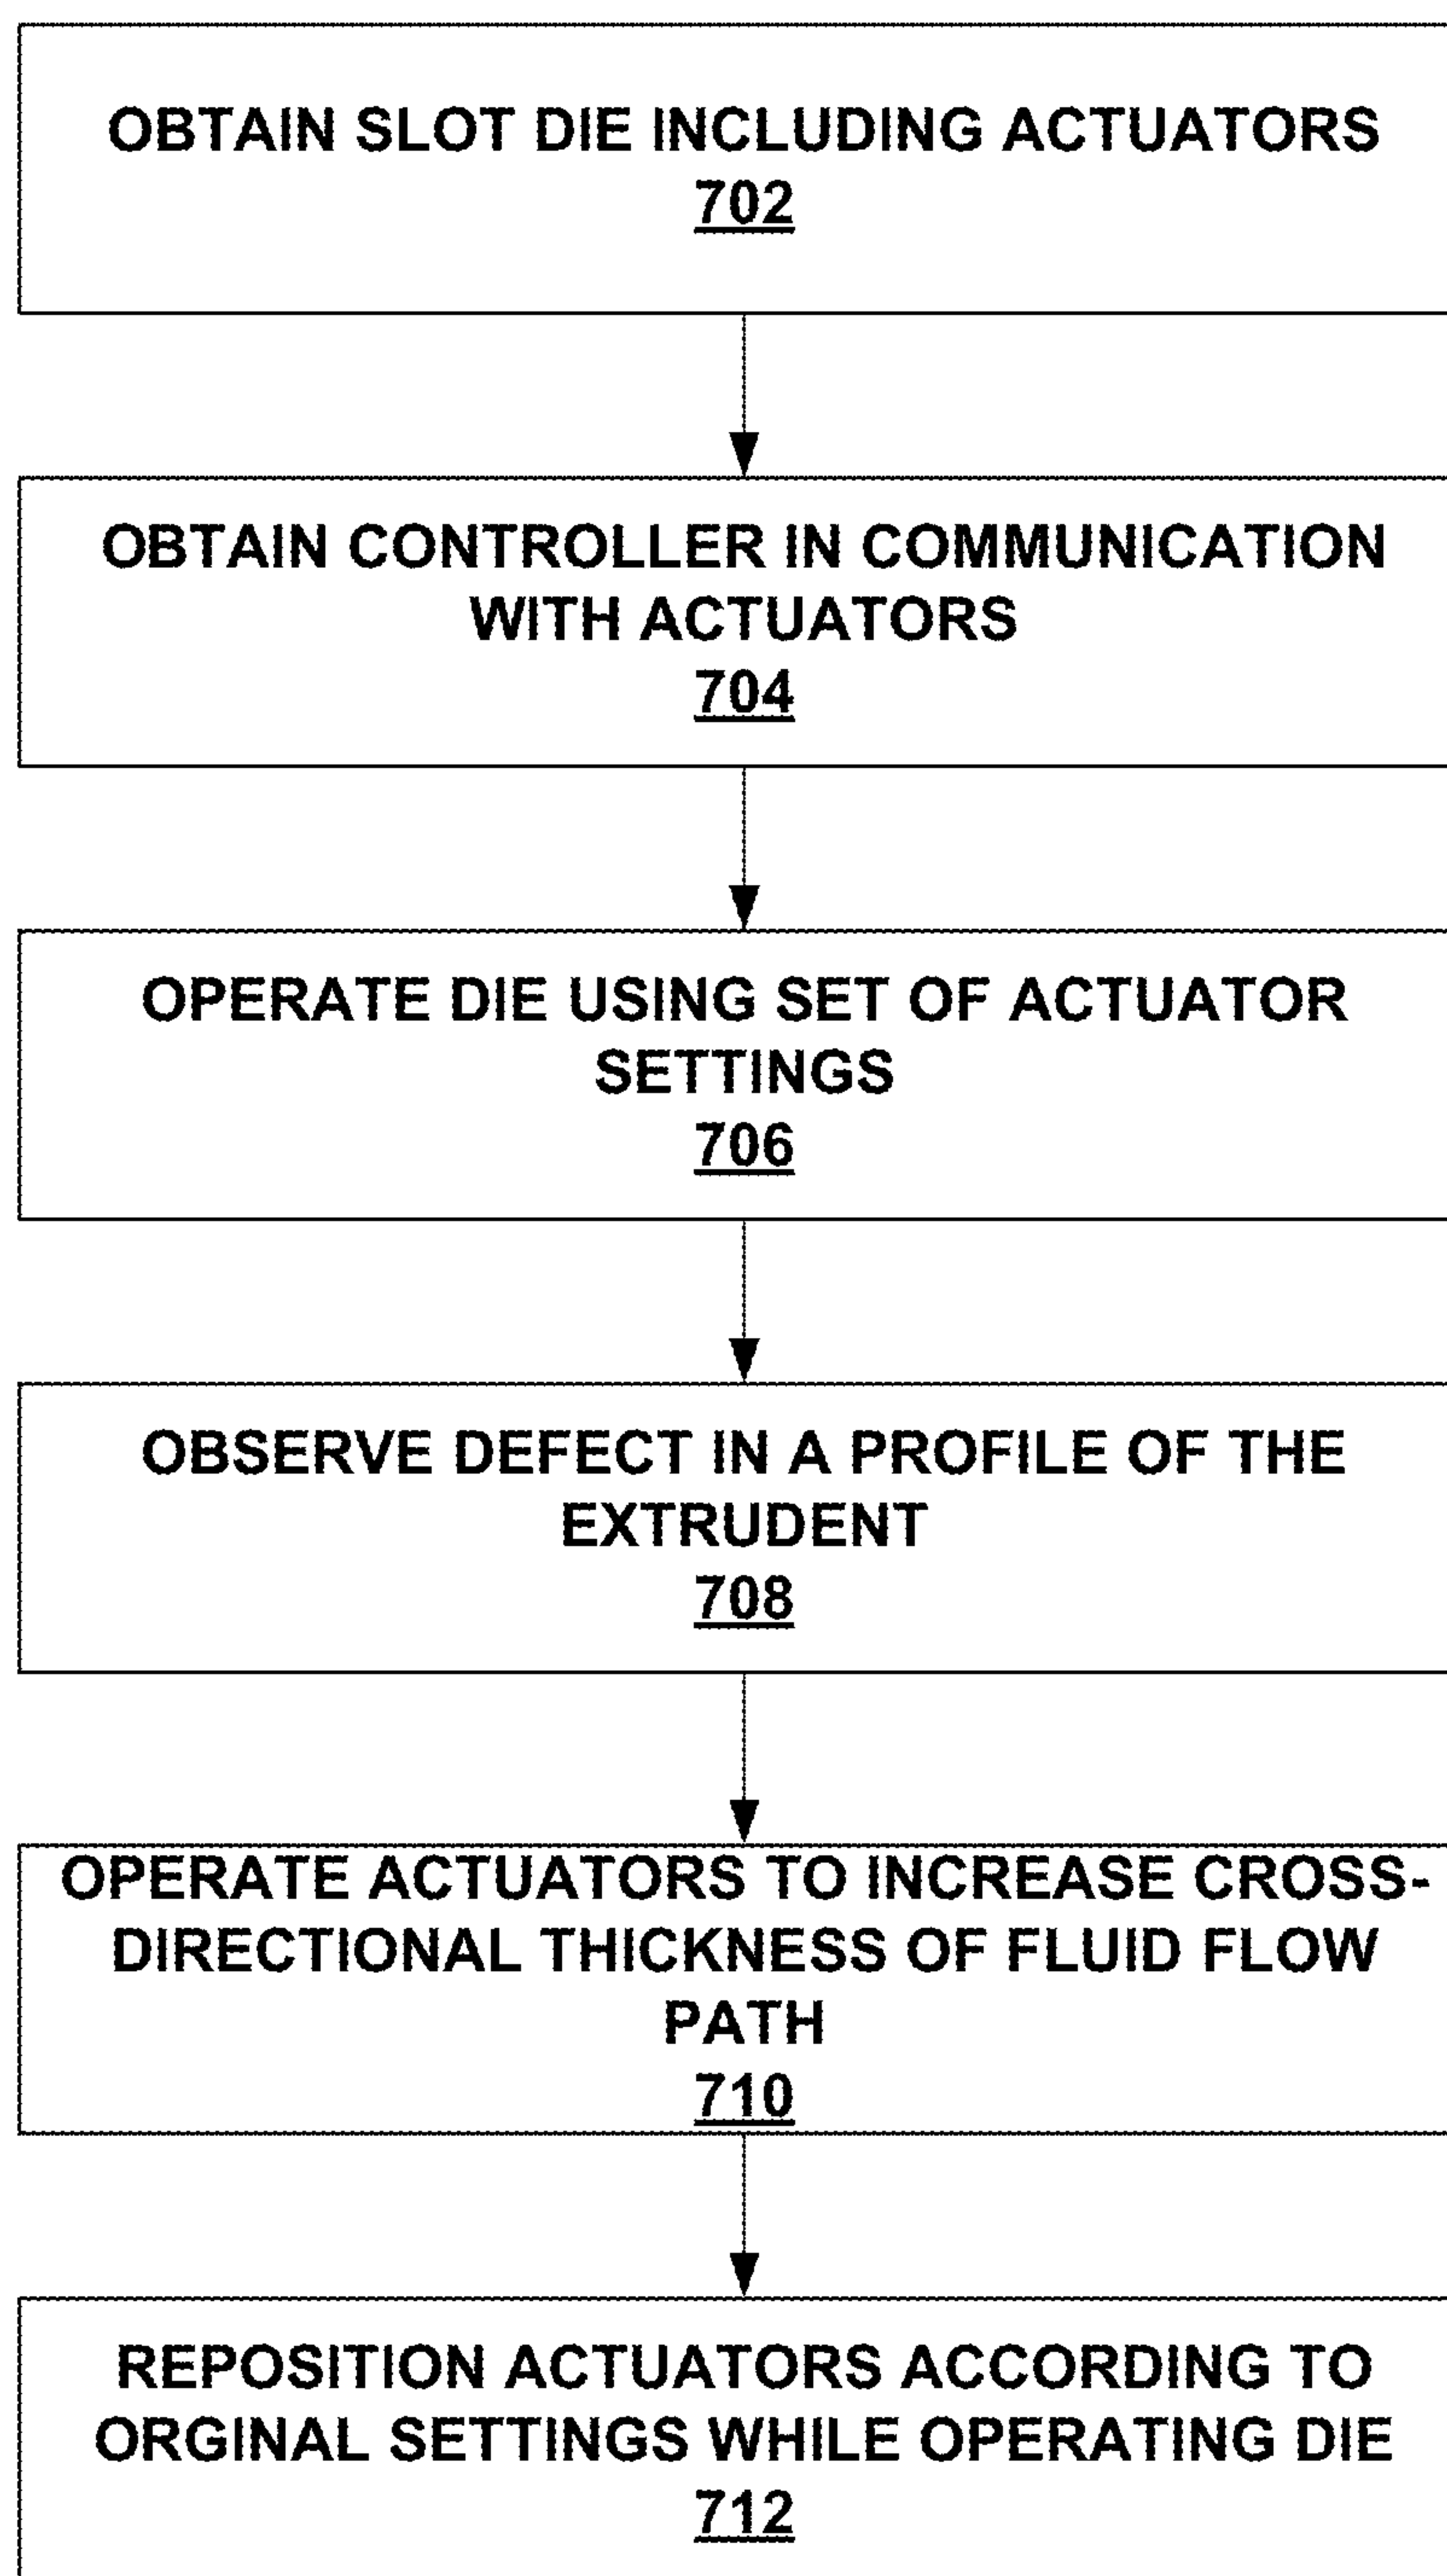 OBTAIN SLOT DIE INCLUDING ACTUATORS
702
OBTAIN CONTROLLER IN COMMUNICATION
WITH ACTUATORS
704
OPERATE DIE USING SET OF ACTUATOR
SETTINGS
706
OBSERVE DEFECT IN A PROFILE OF THE
EXTRUDENT
708
OPERATE ACTUATORS TO INCREASE CROSS-
DIRECTIONAL THICKNESS OF FLUID FLOW
PATH
710
REPOSITION ACTUATORS ACCORDING TO
ORGINAL SETTINGS WHILE OPERATING DIE
712